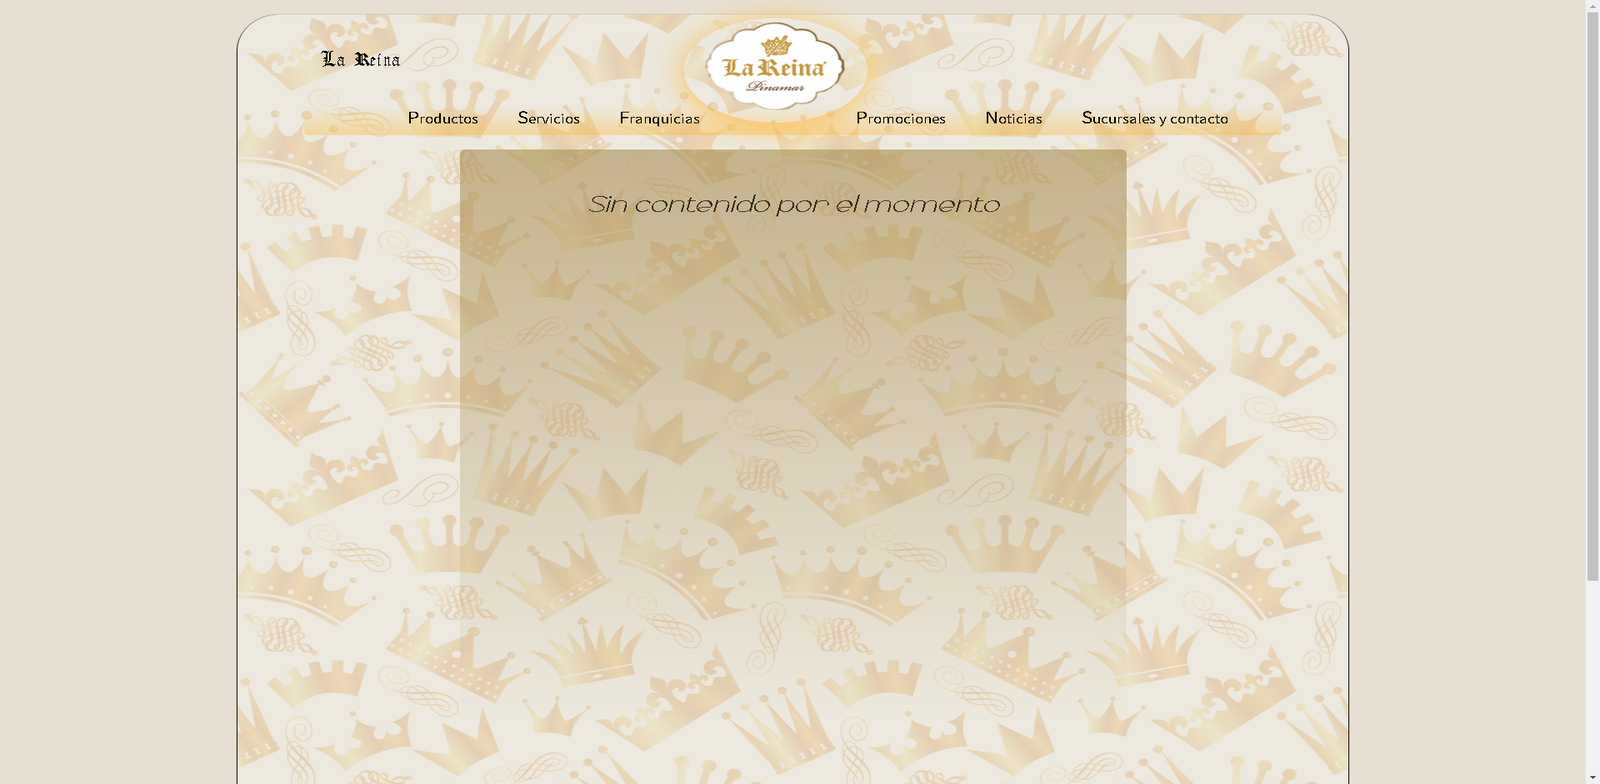 La Reina
La Reina
Pinamar
Productos
Servicios
Franquicias
Promociones
Noticias
Sucursales y contacto
Sin contenido por el momento